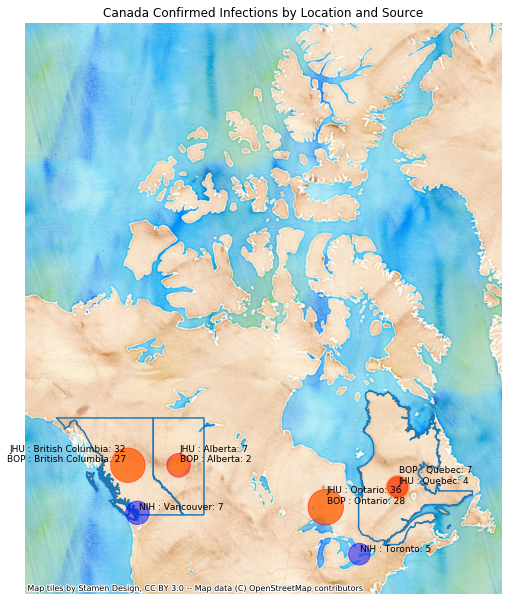 Canada Confirmed Infections by Location and Source
JHU : British Columbia: 32
BOP : British Columbia: 27
JHU : Alberta: 7
BOP : Alberta: 2
NIH : Vancouver: 7
BOP : Quebec: 7
JHU : Quebec: 4
JHU : Ontario: 36
BOP : Ontario: 28
NIH : Toronto: 5
Map tiles by Stamen Design, CC BY 3.0 -- Map data (C) OpenStreetMap contributors